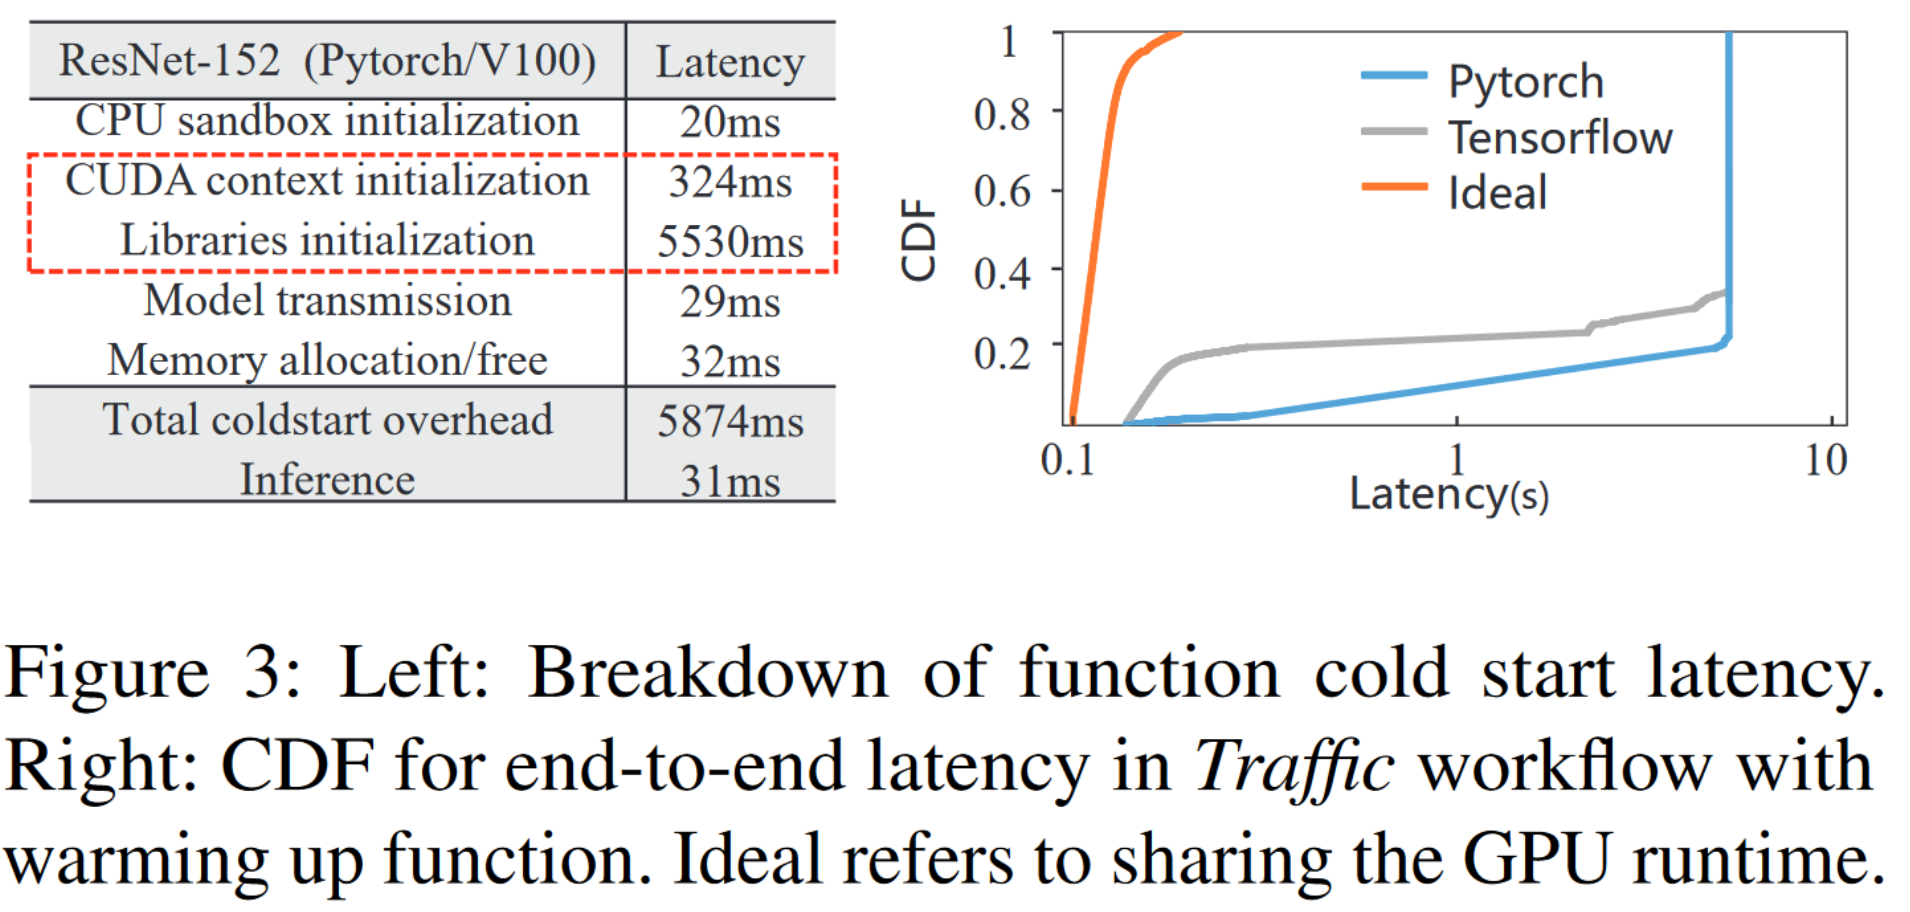 ResNet-152 (Pytorch/V100) Latency
CPU sandbox initialization 20ms
CUDA context initialization 324ms
Libraries initialization 5530ms
Model transmission 29ms
Memory allocation/free 32ms
Total coldstart overhead 5874ms
Inference 31ms
1
0.8
0.6
0.4
0.2
CDF
Pytorch
Tensorflow
Ideal
0.1 1 10
Latency(s)
Figure 3: Left: Breakdown of function cold start latency.
Right: CDF for end-to-end latency in Traffic workflow with
warming up function. Ideal refers to sharing the GPU runtime.